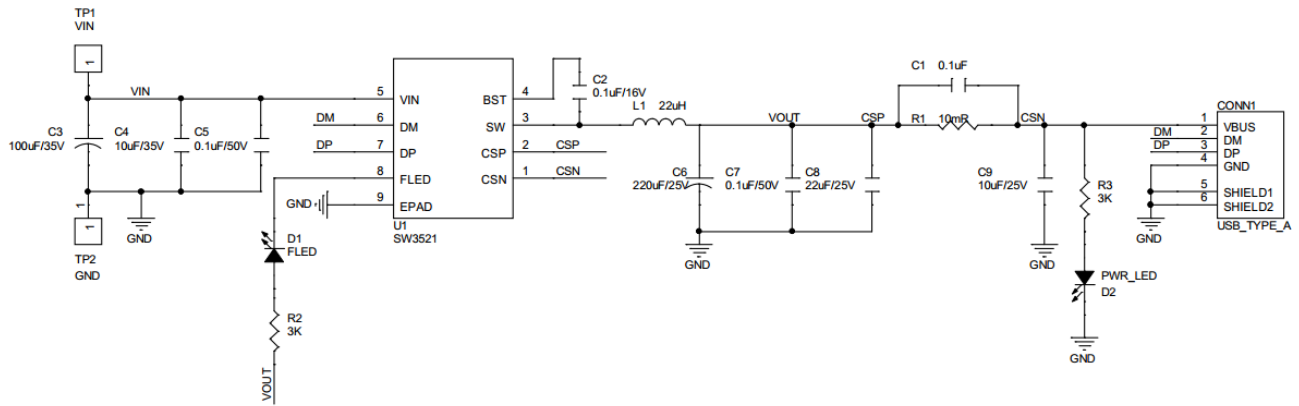 TP1
VIN
1
VIN
C3
100uF/35V
C4
10uF/35V
C5
0.1uF/50V
1
TP2
GND
GND
DM
DP
5
6
7
8
9
VIN
DM
DP
FLED
EPAD
BST
SW
CSP
CSN
4
3
2
1
U1
SW3521
GND
D1
FLED
R2
3K
VOUT
C2
0.1uF/16V
L1 22uH
CSP
CSN
VOUT
CSP
C6
220uF/25V
C7
0.1uF/50V
C8
22uF/25V
GND
C1 0.1uF
R1 10mR
CSN
C9
10uF/25V
GND
R3
3K
PWR_LED
D2
GND
CONN1
DM
DP
1
2
3
4
5
6
VBUS
DM
DP
GND
SHIELD1
SHIELD2
USB_TYPE_A
GND